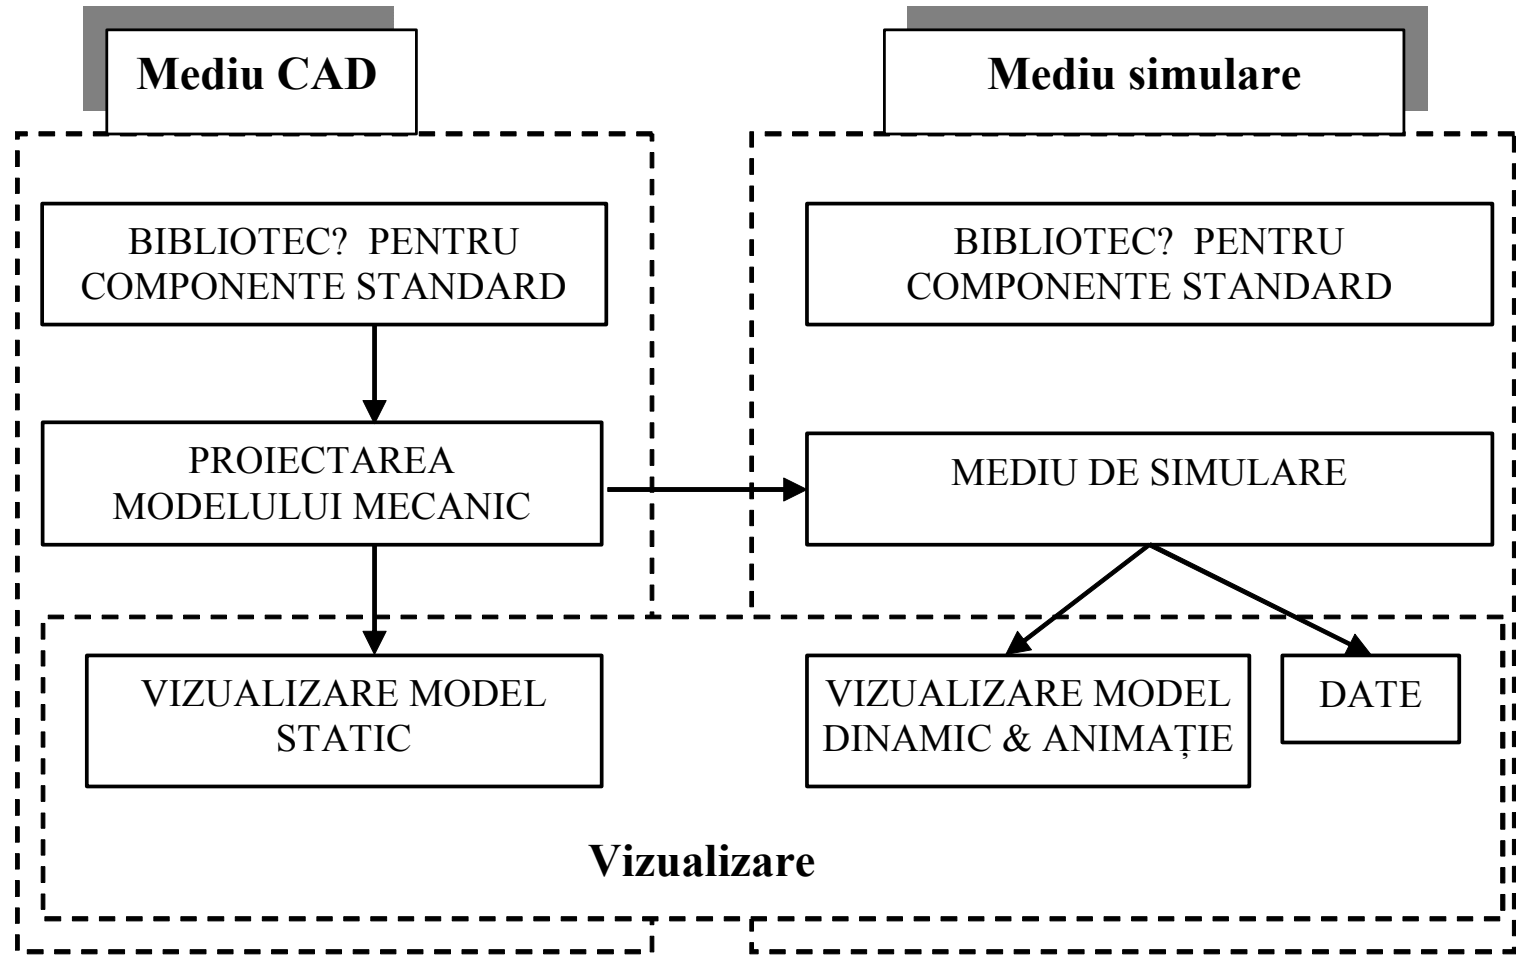 Mediu CAD
Mediu simulare
BIBLIOTEC? PENTRU
COMPONENTE STANDARD
BIBLIOTEC? PENTRU
COMPONENTE STANDARD
PROIECTAREA
MODELULUI MECANIC
MEDIU DE SIMULARE
VIZUALIZARE MODEL
STATIC
VIZUALIZARE MODEL
DINAMIC & ANIMAȚIE
DATE
Vizualizare